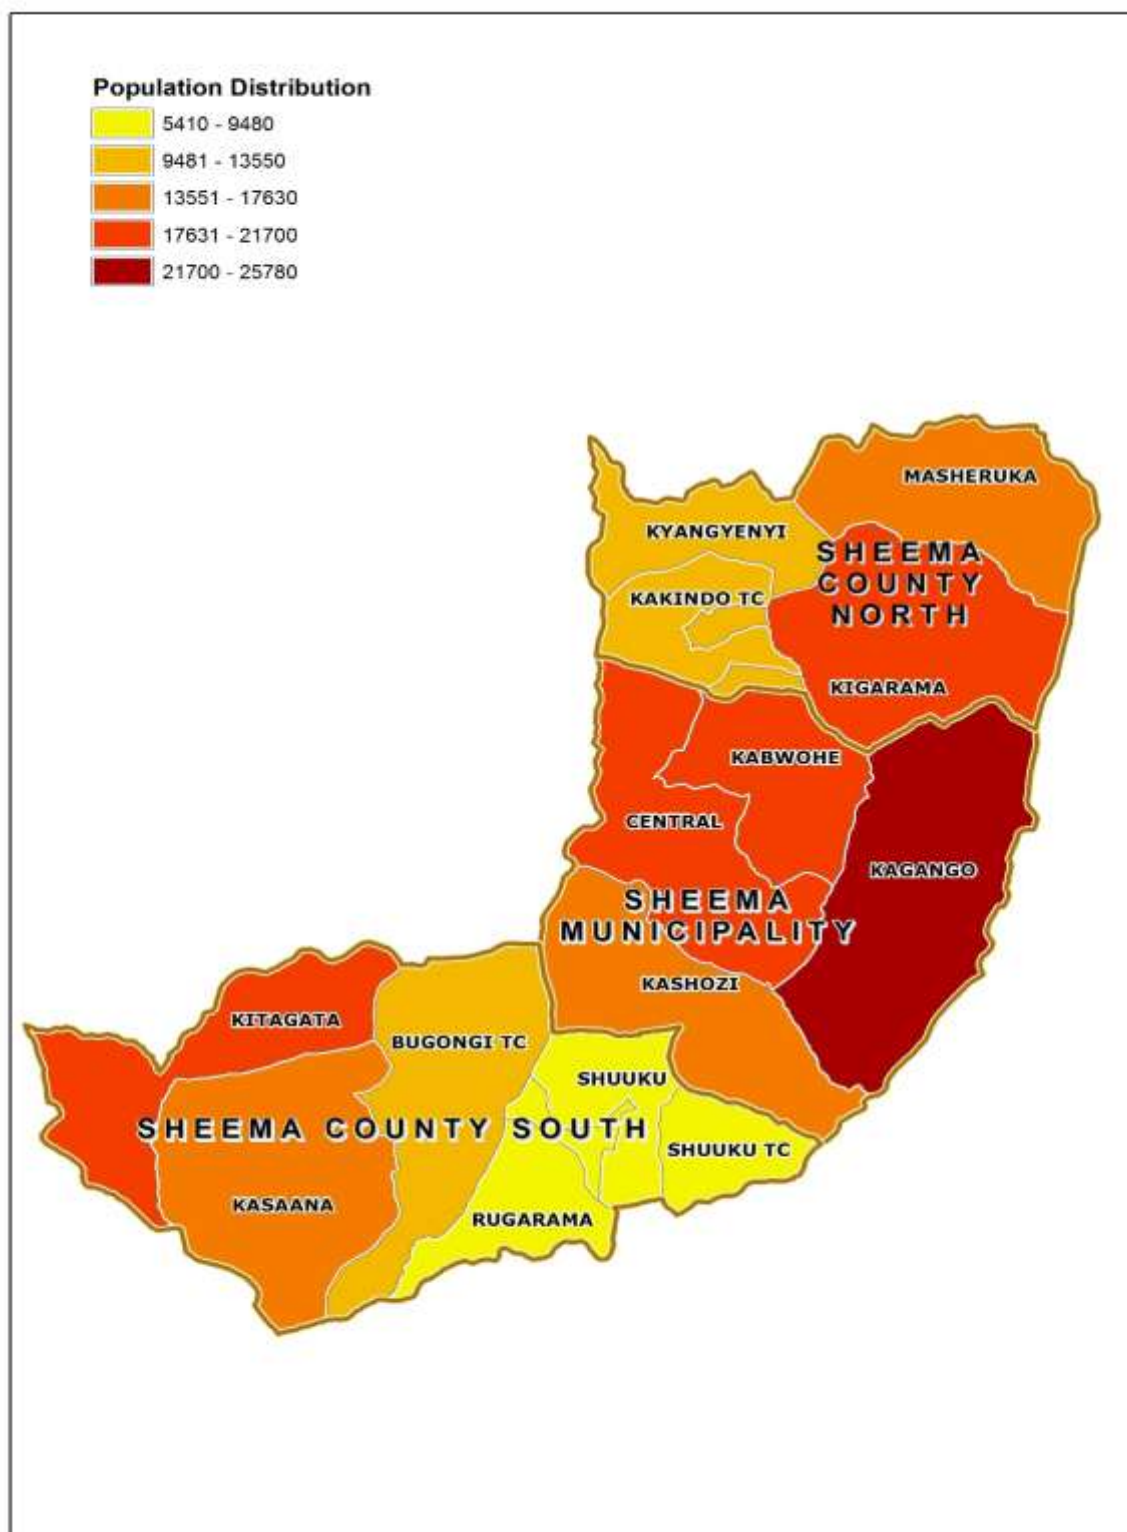 Population Distribution
5410 - 9480
9481 - 13550
13551 - 17630
17631 - 21700
21700 - 25780
MASHERUKA
KYANGYENYI
SHEEMA
COUNTY
NORTH
KAKINDO TC
KIGARAMA
KABWOHE
CENTRAL
KAGANGO
SHEEMA
MUNICIPALITY
KASHOZI
KITAGATA
BUGONGI TC
SHUUKU
SHEEMA COUNTY SOUTH
SHUUKU TC
KASAANA
RUGARAMA